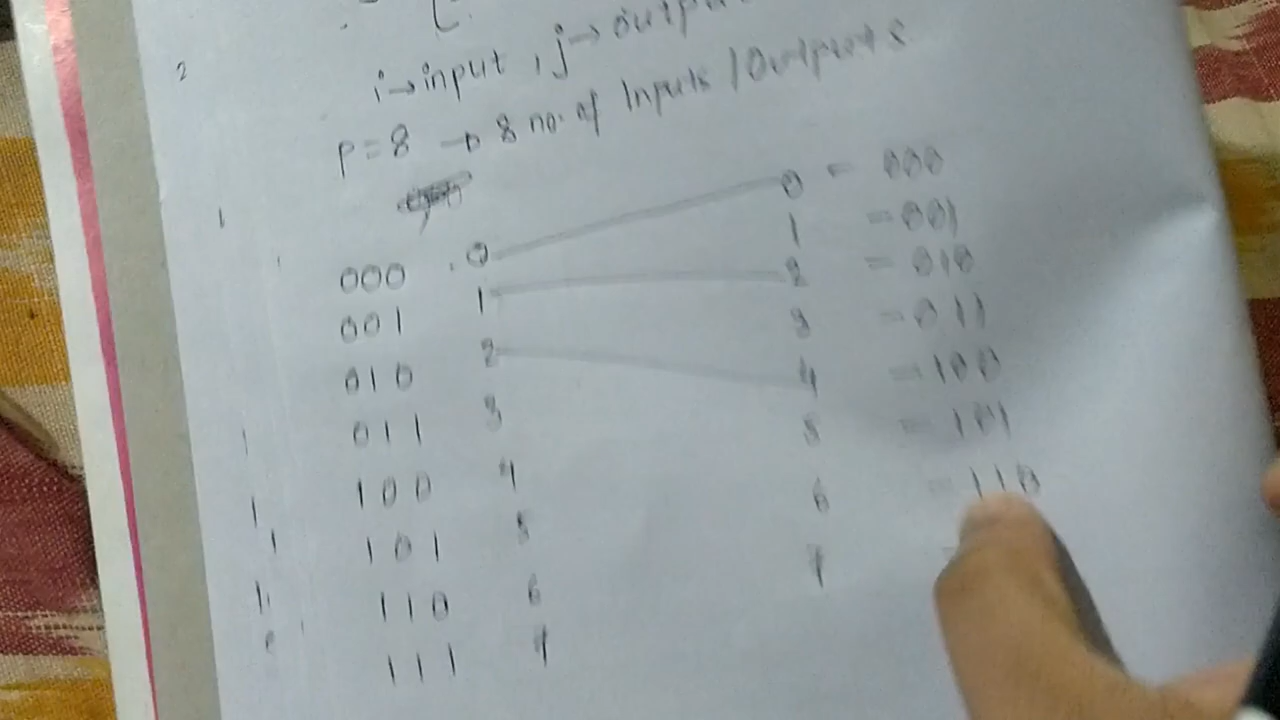 i→input , j→output
p=8 → 8 no. of Inputs / Outputs
000 0 0 = 000
001 1 1 = 001
010 2 2 = 010
011 3 3 = 011
100 4 4 = 100
101 5 5 = 101
110 6 6 = 110
111 7 7